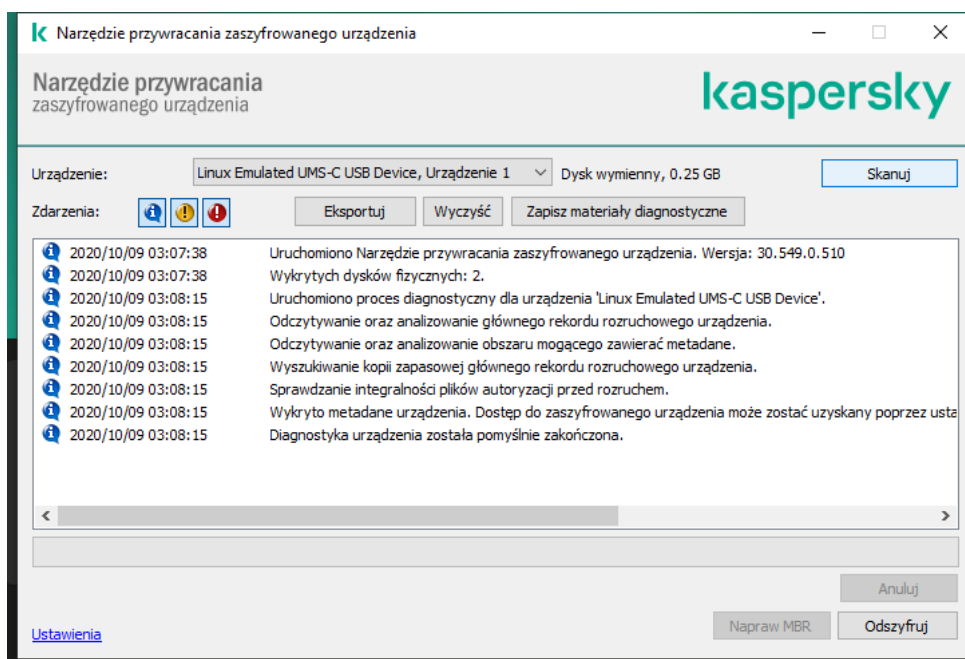 Narzędzie przywracania zaszyfrowanego urządzenia
Narzędzie przywracania
zaszyfrowanego urządzenia
kaspersky
Urządzenie: Linux Emulated UMS-C USB Device, Urządzenie 1 Dysk wymienny, 0.25 GB Skanuj
Zdarzenia: Eksportuj Wyczyść Zapisz materiały diagnostyczne
2020/10/09 03:07:38 Uruchomiono Narzędzie przywracania zaszyfrowanego urządzenia. Wersja: 30.549.0.510
2020/10/09 03:07:38 Wykrytych dysków fizycznych: 2.
2020/10/09 03:08:15 Uruchomiono proces diagnostyczny dla urządzenia 'Linux Emulated UMS-C USB Device'.
2020/10/09 03:08:15 Odczytywanie oraz analizowanie głównego rekordu rozruchowego urządzenia.
2020/10/09 03:08:15 Odczytywanie oraz analizowanie obszaru mogącego zawierać metadane.
2020/10/09 03:08:15 Wyszukiwanie kopii zapasowej głównego rekordu rozruchowego urządzenia.
2020/10/09 03:08:15 Sprawdzanie integralności plików autoryzacji przed rozruchem.
2020/10/09 03:08:15 Wykryto metadane urządzenia. Dostęp do zaszyfrowanego urządzenia może zostać uzyskany poprzez usta
2020/10/09 03:08:15 Diagnostyka urządzenia została pomyślnie zakończona.
Anuluj
Ustawienia Napraw MBR Odszyfruj